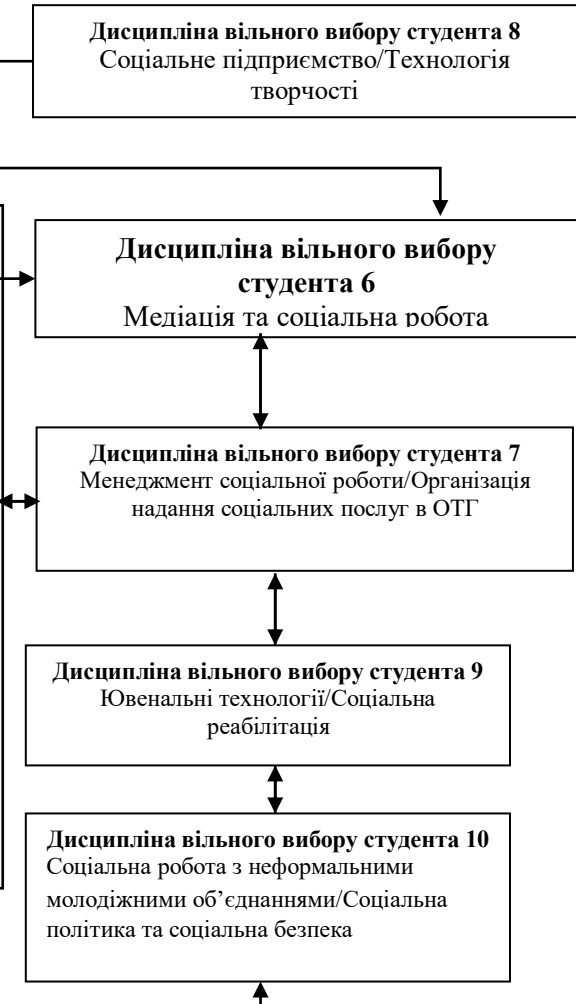 Дисципліна вільного вибору студента 8
Соціальне підприємство/Технологія
творчості
Дисципліна вільного вибору
студента 6
Медіація та соціальна робота
Дисципліна вільного вибору студента 7
Менеджмент соціальної роботи/Організація
надання соціальних послуг в ОТГ
Дисципліна вільного вибору студента 9
Ювенальні технології/Соціальна
реабілітація
Дисципліна вільного вибору студента 10
Соціальна робота з неформальними
молодіжними об’єднаннями/Соціальна
політика та соціальна безпека